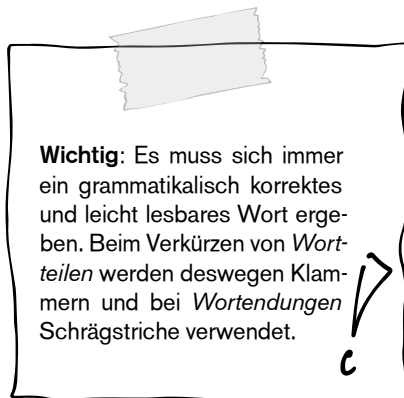 Wichtig: Es muss sich immer
ein grammatikalisch korrektes
und leicht lesbares Wort erge-
ben. Beim Verkürzen von Wort-
teilen werden deswegen Klam-
mern und bei Wortendungen
Schrägstriche verwendet.